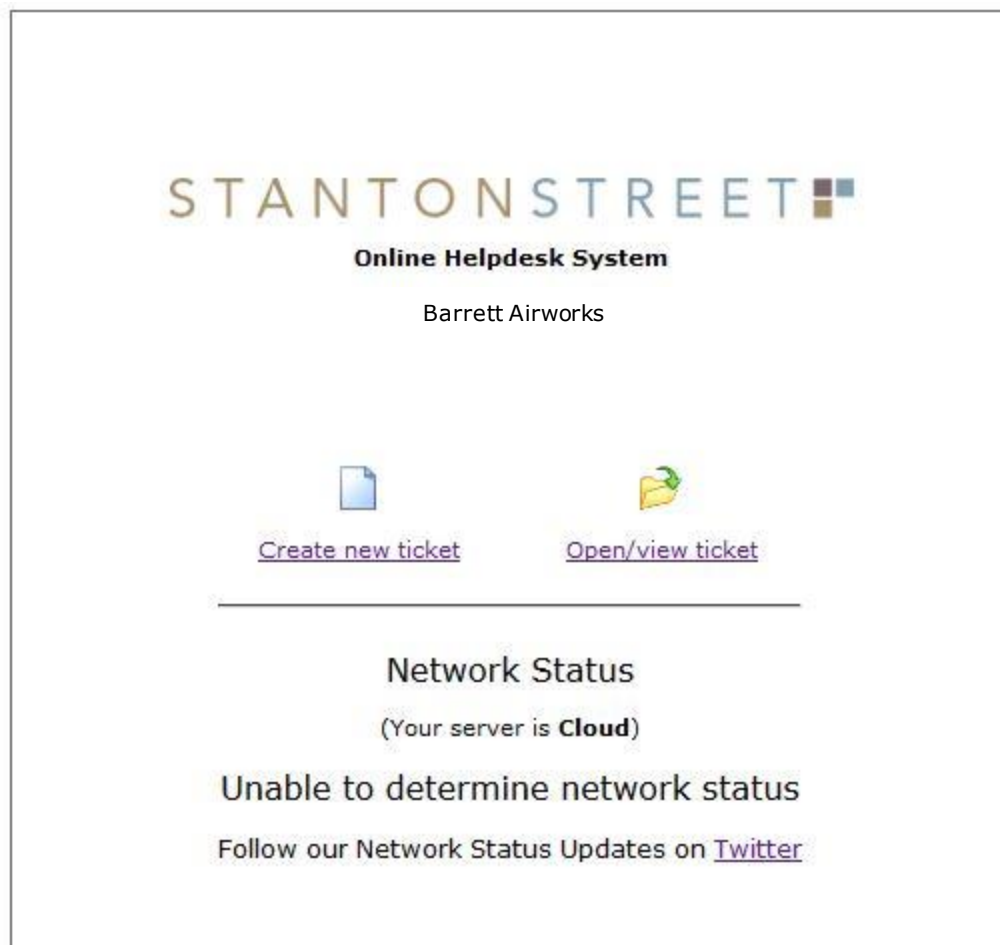 STANTONSTREET
Online Helpdesk System
Barrett Airworks
Create new ticket
Open/view ticket
Network Status
(Your server is Cloud)
Unable to determine network status
Follow our Network Status Updates on Twitter